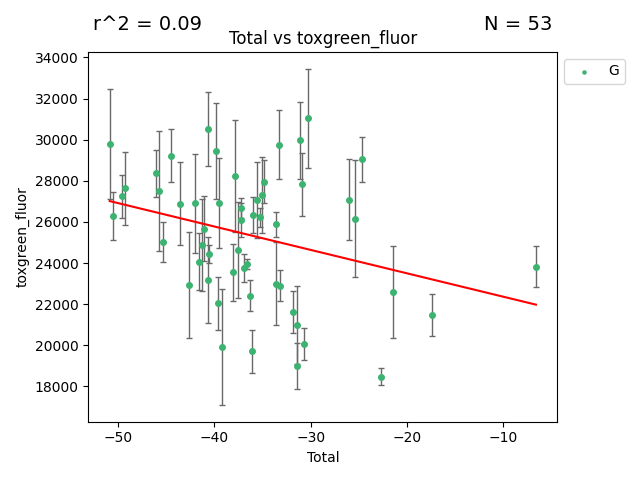 r^2 = 0.09
N = 53
Total vs toxgreen_fluor
G
34000
32000
30000
28000
26000
24000
22000
20000
18000
toxgreen_fluor
−50
−40
−30
−20
−10
Total